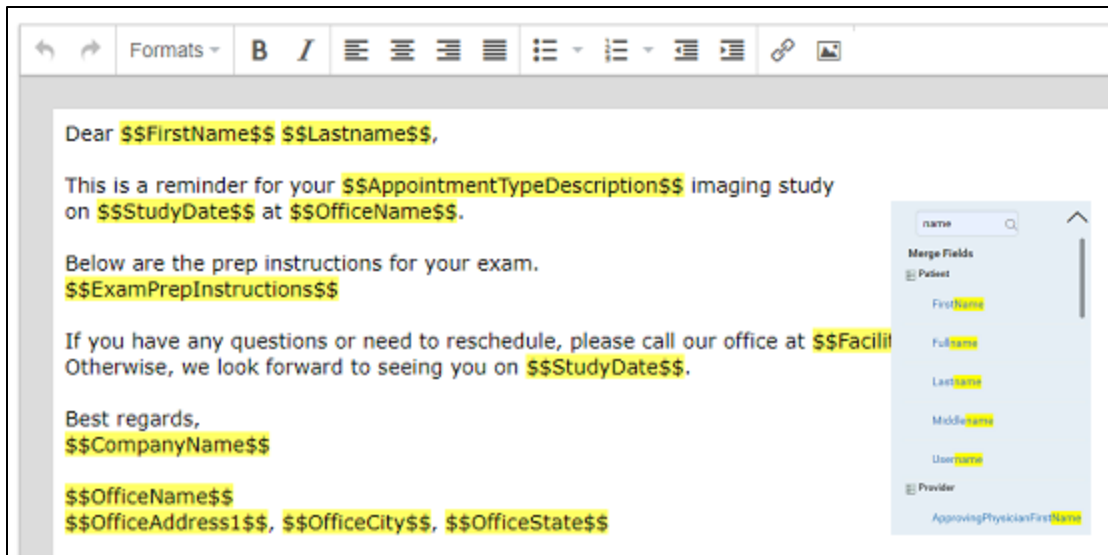 Formats
B I
Dear $$FirstName$$ $$Lastname$$,
This is a reminder for your $$AppointmentTypeDescription$$ imaging study
on $$StudyDate$$ at $$OfficeName$$.
Below are the prep instructions for your exam.
$$ExamPrepInstructions$$
If you have any questions or need to reschedule, please call our office at $$Facilit
Otherwise, we look forward to seeing you on $$StudyDate$$.
Best regards,
$$CompanyName$$
$$OfficeName$$
$$OfficeAddress1$$, $$OfficeCity$$, $$OfficeState$$
name
Merge Fields
Patient
FirstName
Fullname
Lastname
Middlename
Username
Provider
ApprovingPhysicianFirstName